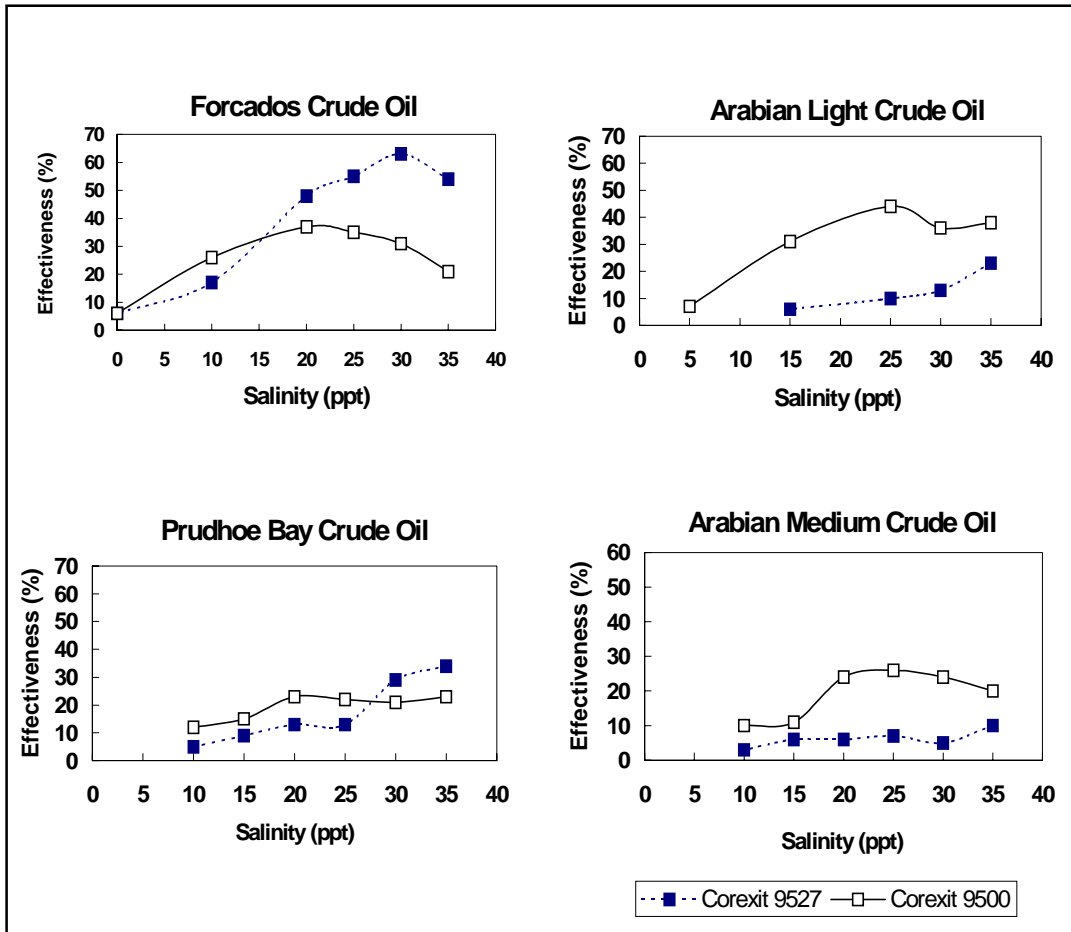 Forcados Crude Oil
70
60
50
40
30
20
10
0
Effectiveness (%)
0 5 10 15 20 25 30 35 40
Salinity (ppt)
Arabian Light Crude Oil
70
60
50
40
30
20
10
0
Effectiveness (%)
0 5 10 15 20 25 30 35 40
Salinity (ppt)
Prudhoe Bay Crude Oil
70
60
50
40
30
20
10
0
Effectiveness (%)
0 5 10 15 20 25 30 35 40
Salinity (ppt)
Arabian Medium Crude Oil
60
50
40
30
20
10
0
Effectiveness (%)
0 5 10 15 20 25 30 35 40
Salinity (ppt)
Corexit 9527 Corexit 9500